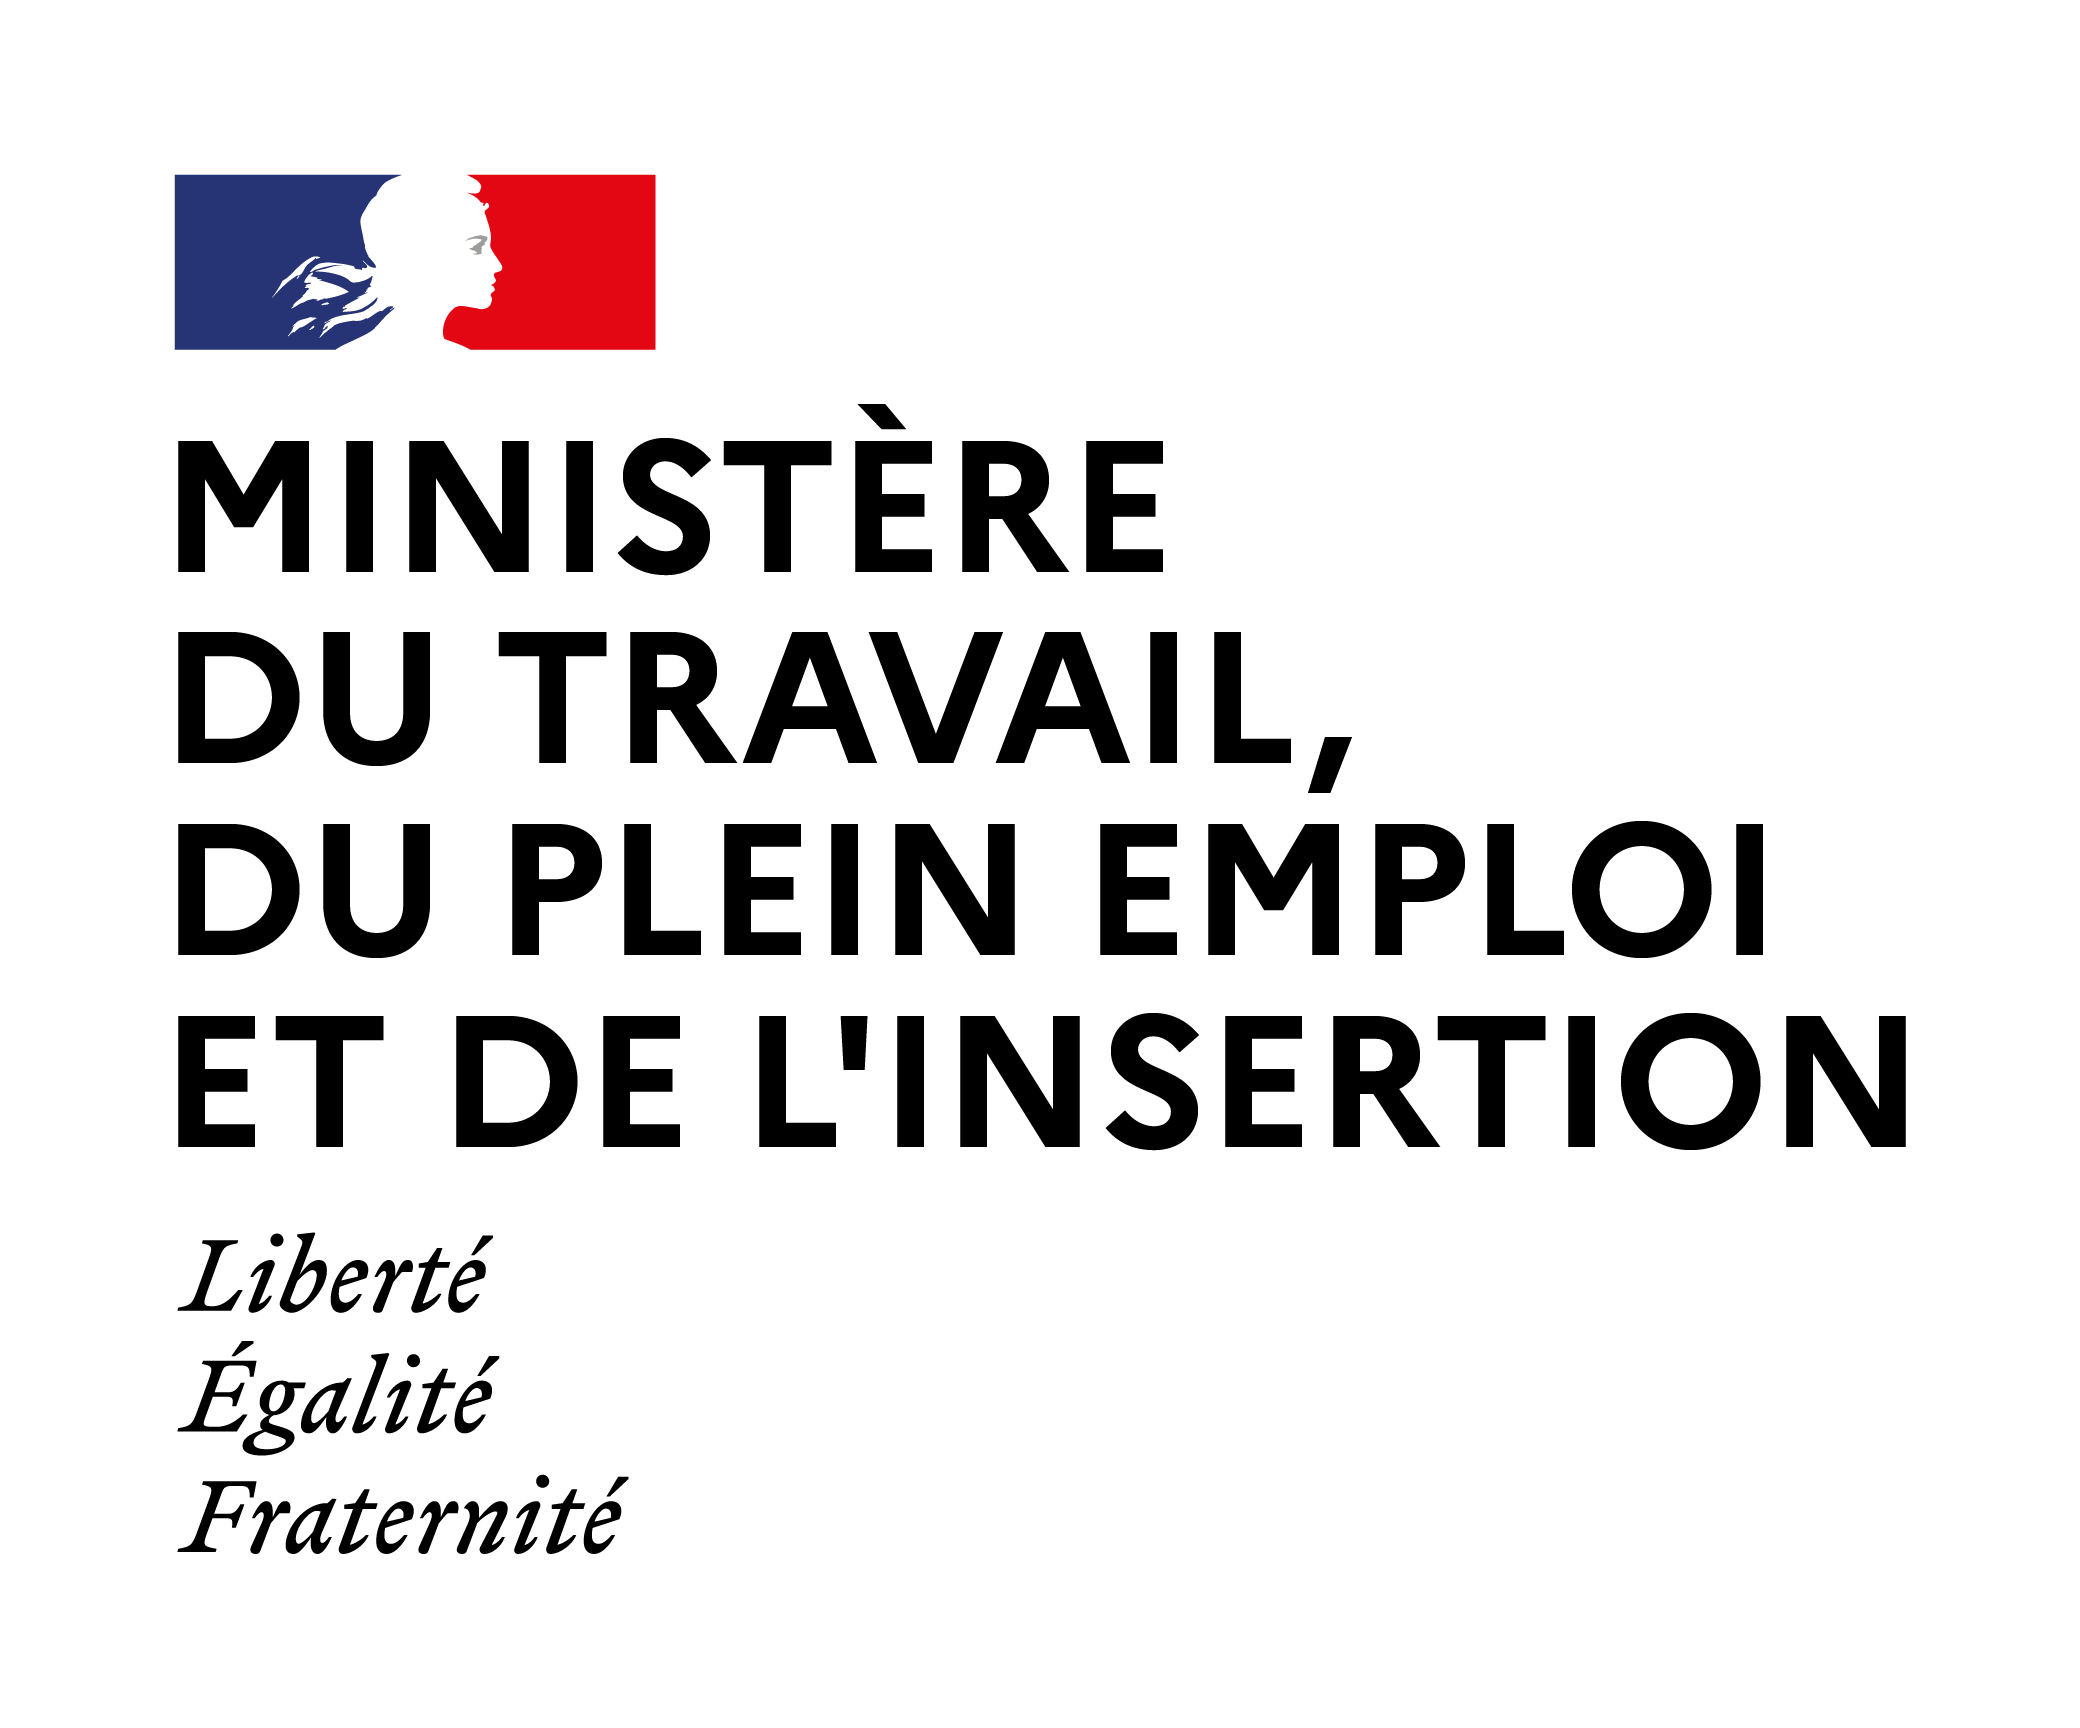 MINISTÈRE
DU TRAVAIL,
DU PLEIN EMPLOI
ET DE L'INSERTION
Liberté
Égalité
Fraternité